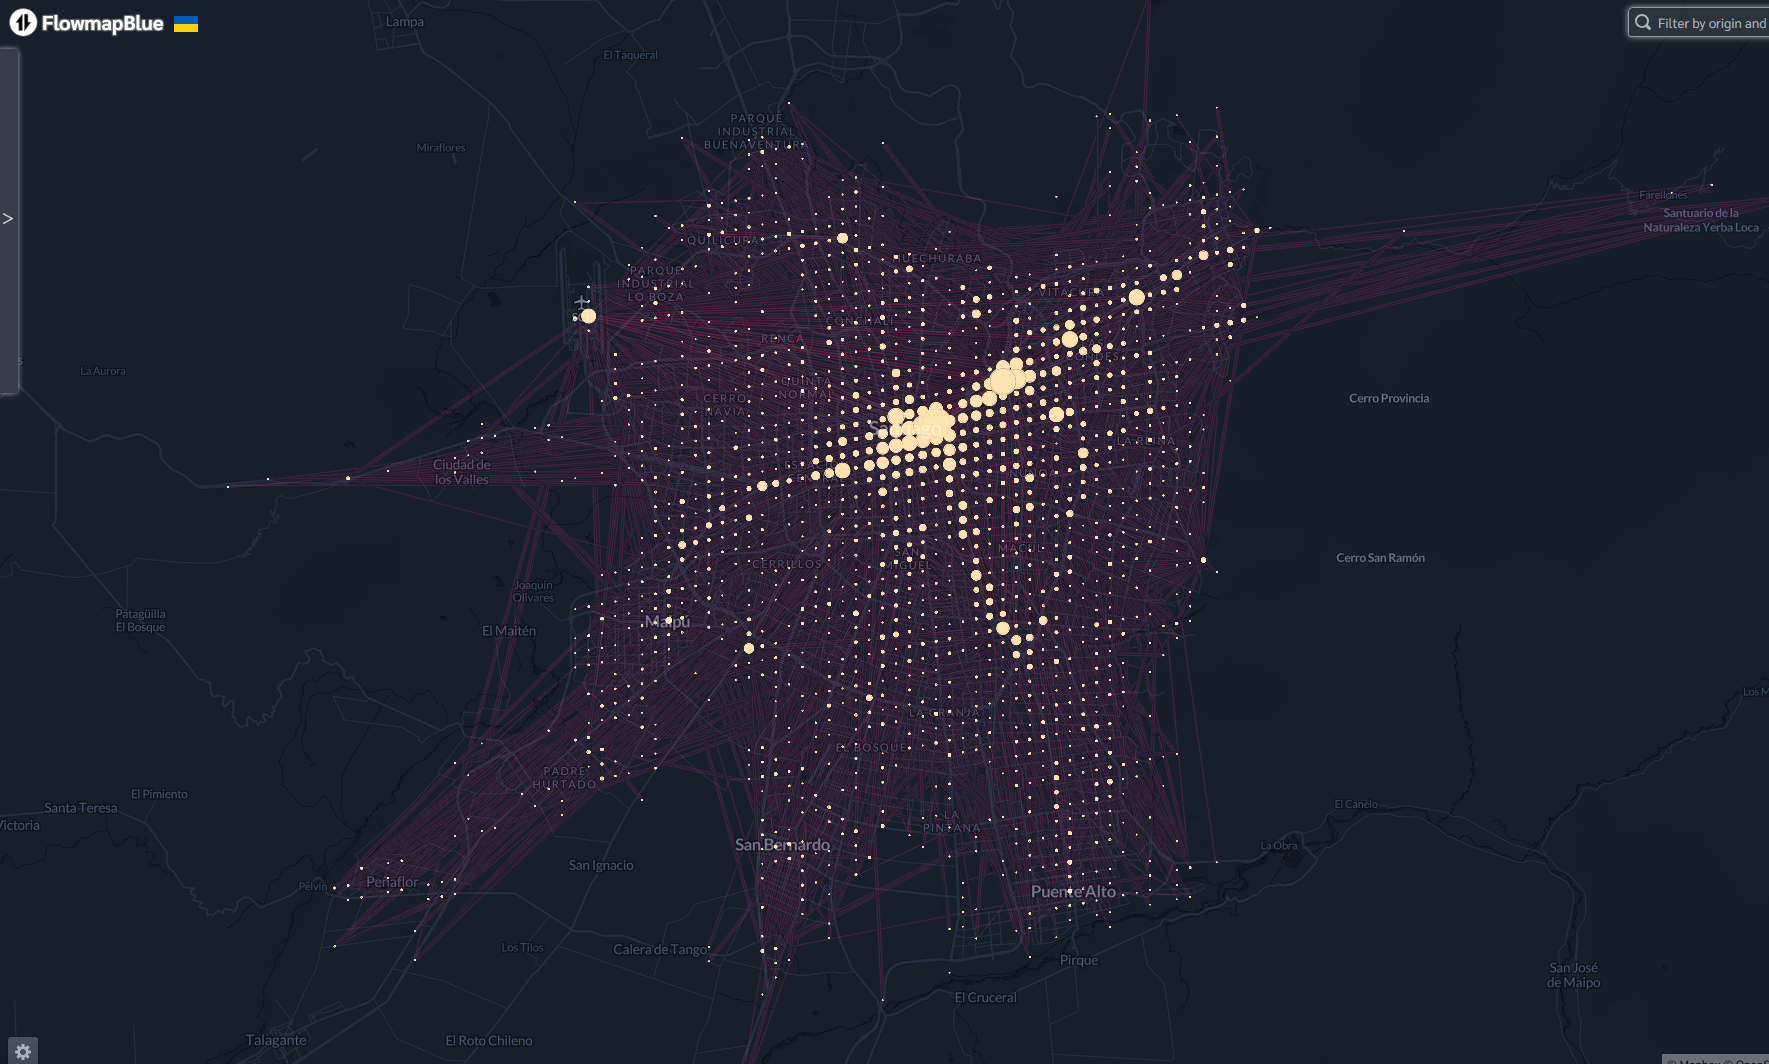 FlowmapBlue
Filter by origin and
Lampa
El Taqueral
PARQUE
INDUSTRIAL
BUENAVENTURA
Miraflores
Farellones
Santuario de la
Naturaleza Yerba Loca
QUILICURA
HUECHURABA
PARQUE
INDUSTRIAL
LO BOZA
VITACURA
CONCHALÍ
RENCA
La Aurora
QUINTA
NORMAL
CERRO
NAVIA
Cerro Provincia
Santiago
LA REINA
Ciudad de
los Valles
ÑUÑOA
MACUL
SAN
MIGUEL
CERRILLOS
Cerro San Ramón
Joaquín
Olivares
Patagüilla
El Bosque
El Maitén
Maipú
LA GRANJA
EL BOSQUE
PADRE
HURTADO
El Pimiento
Santa Teresa
Victoria
El Canelo
LA
PINTANA
San Bernardo
La Obra
San Ignacio
Pelvín
Peñaflor
Puente Alto
Los Tilos
Calera de Tango
Pirque
San José
de Maipo
El Cruceral
Talagante
El Roto Chileno